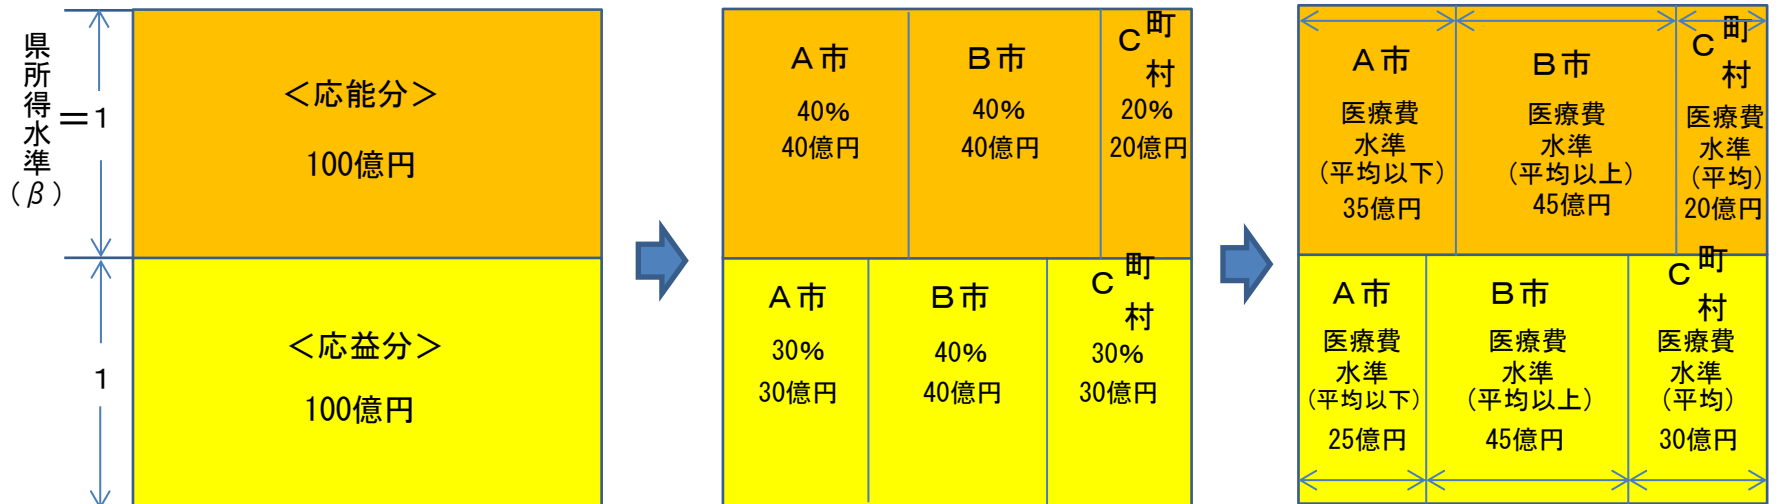 県所得水準(β)
＝1
1
＜応能分＞
100億円
＜応益分＞
100億円
A市
40%
40億円
B市
40%
40億円
C町村
20%
20億円
A市
30%
30億円
B市
40%
40億円
C町村
30%
30億円
A市
医療費
水準
(平均以下)
35億円
B市
医療費
水準
(平均以上)
45億円
C町村
医療費
水準
(平均)
20億円
A市
医療費
水準
(平均以下)
25億円
B市
医療費
水準
(平均以上)
45億円
C町村
医療費
水準
(平均)
30億円